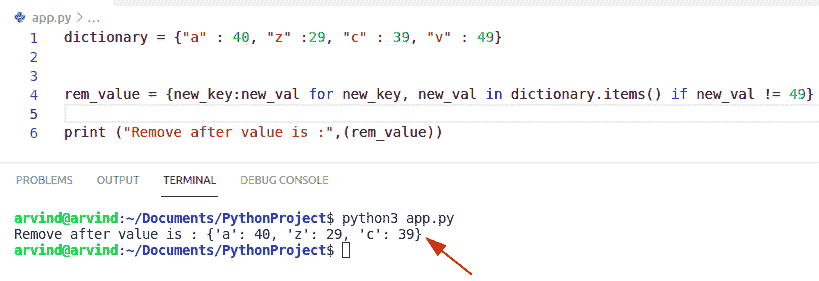 app.py > ...
1 dictionary = {"a" : 40, "z" :29, "c" : 39, "v" : 49}
2
3
4 rem_value = {new_key:new_val for new_key, new_val in dictionary.items() if new_val != 49}
5
6 print ("Remove after value is :",(rem_value))
PROBLEMS OUTPUT TERMINAL DEBUG CONSOLE
arvind@arvind:~/Documents/PythonProject$ python3 app.py
Remove after value is : {'a': 40, 'z': 29, 'c': 39}
arvind@arvind:~/Documents/PythonProject$